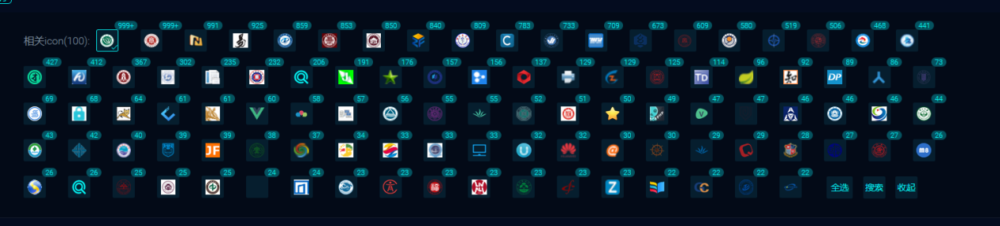 相关icon(100): 999+ 999+ 991 925 859 853 850 840 809 783 733 709 673 609 580 519 506 468 441
427 412 367 302 235 232 206 191 176 157 156 137 129 129 125 114 96 92 89 86 73
TD 知 DP
69 68 64 61 61 60 58 57 56 55 55 52 51 50 49 47 47 46 46 46 44
43 42 40 39 39 38 37 34 33 33 32 32 32 30 30 29 29 28 27 27 26
JF m8
26 26 25 25 25 24 24 23 23 23 23 23 23 23 22 22 22 22
Z
全选 搜索 收起